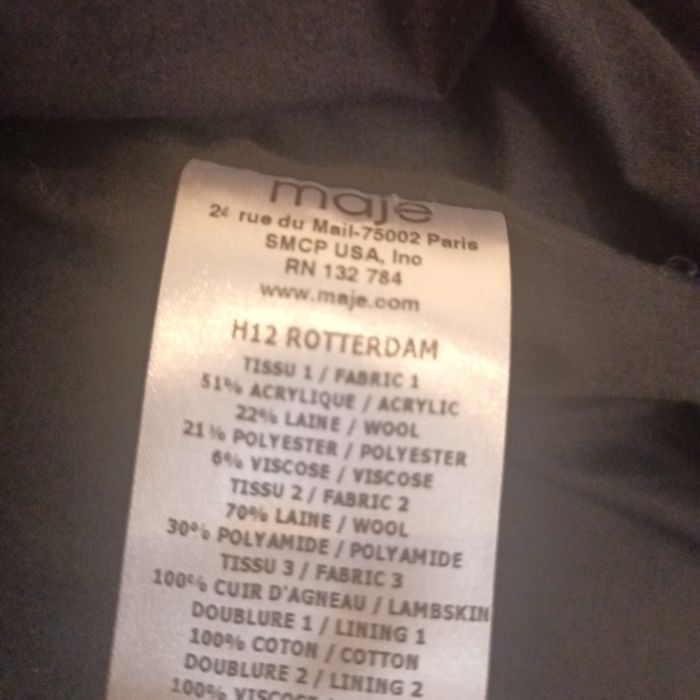 maje
24 rue du Mail-75002 Paris
SMCP USA, Inc
RN 132 784
www.maje.com
H12 ROTTERDAM
TISSU 1 / FABRIC 1
51% ACRYLIQUE / ACRYLIC
22% LAINE / WOOL
21% POLYESTER / POLYESTER
6% VISCOSE / VISCOSE
TISSU 2 / FABRIC 2
70% LAINE / WOOL
30% POLYAMIDE / POLYAMIDE
TISSU 3 / FABRIC 3
100% CUIR D'AGNEAU / LAMBSKIN
DOUBLURE 1 / LINING 1
100% COTON / COTTON
DOUBLURE 2 / LINING 2
100% VISCOSE